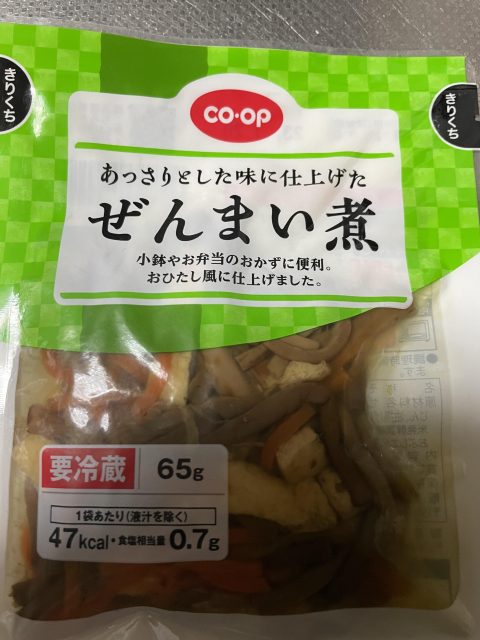 きりくち
きりくち
CO·OP
あっさりとした味に仕上げた
ぜんまい煮
小鉢やお弁当のおかずに便利。
おひたし風に仕上げました。
要冷蔵
65g
1袋あたり(液汁を除く)
47kcal・食塩相当量0.7g